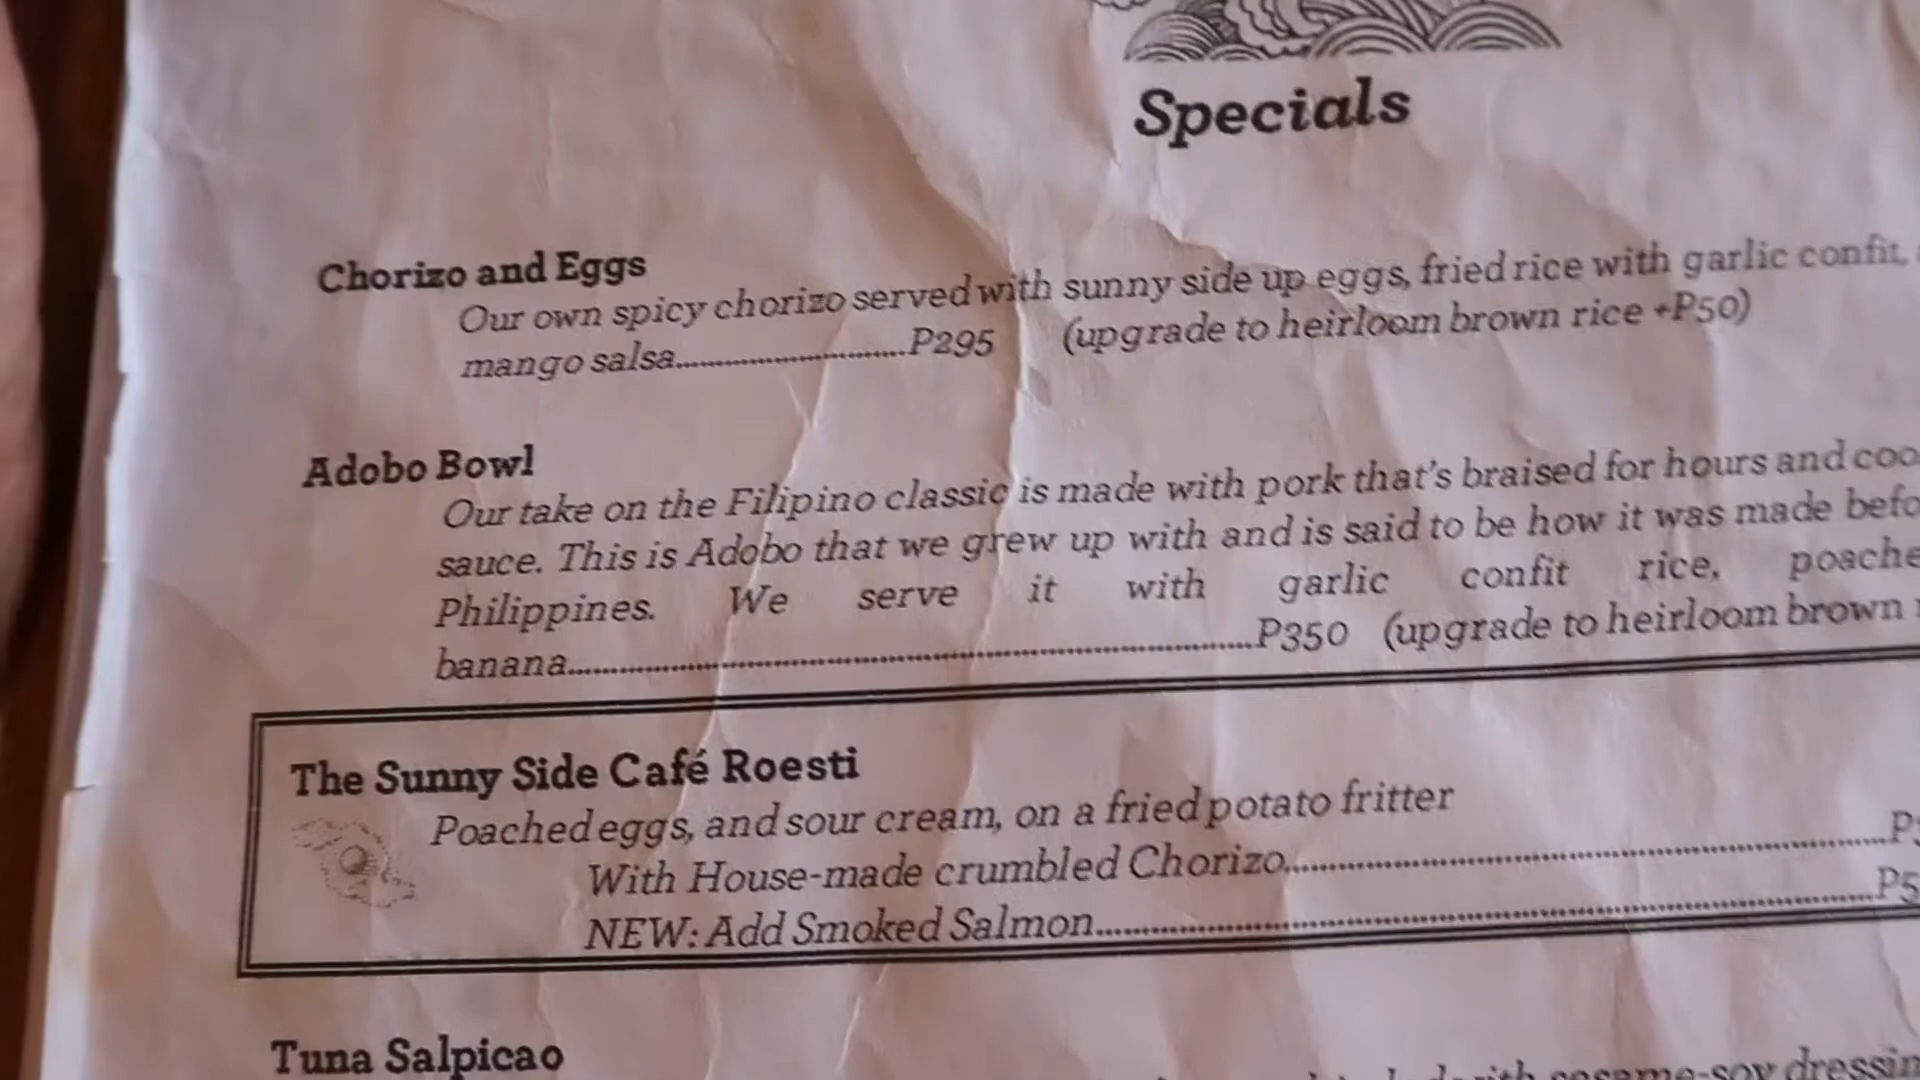 Specials
Chorizo and Eggs
Our own spicy chorizo served with sunny side up eggs, fried rice with garlic confit,
mango salsa..............................P295 (upgrade to heirloom brown rice +P50)
Adobo Bowl
Our take on the Filipino classic is made with pork that's braised for hours and
sauce. This is Adobo that we grew up with and is said to be how it was made
Philippines. We serve it with garlic confit rice,
banana..............................P350 (upgrade to heirloom brown
The Sunny Side Café Roesti
Poached eggs, and sour cream, on a fried potato fritter
With House-made crumbled Chorizo..............................
NEW: Add Smoked Salmon..............................P5
Tuna Salpicao
with sesame-soy